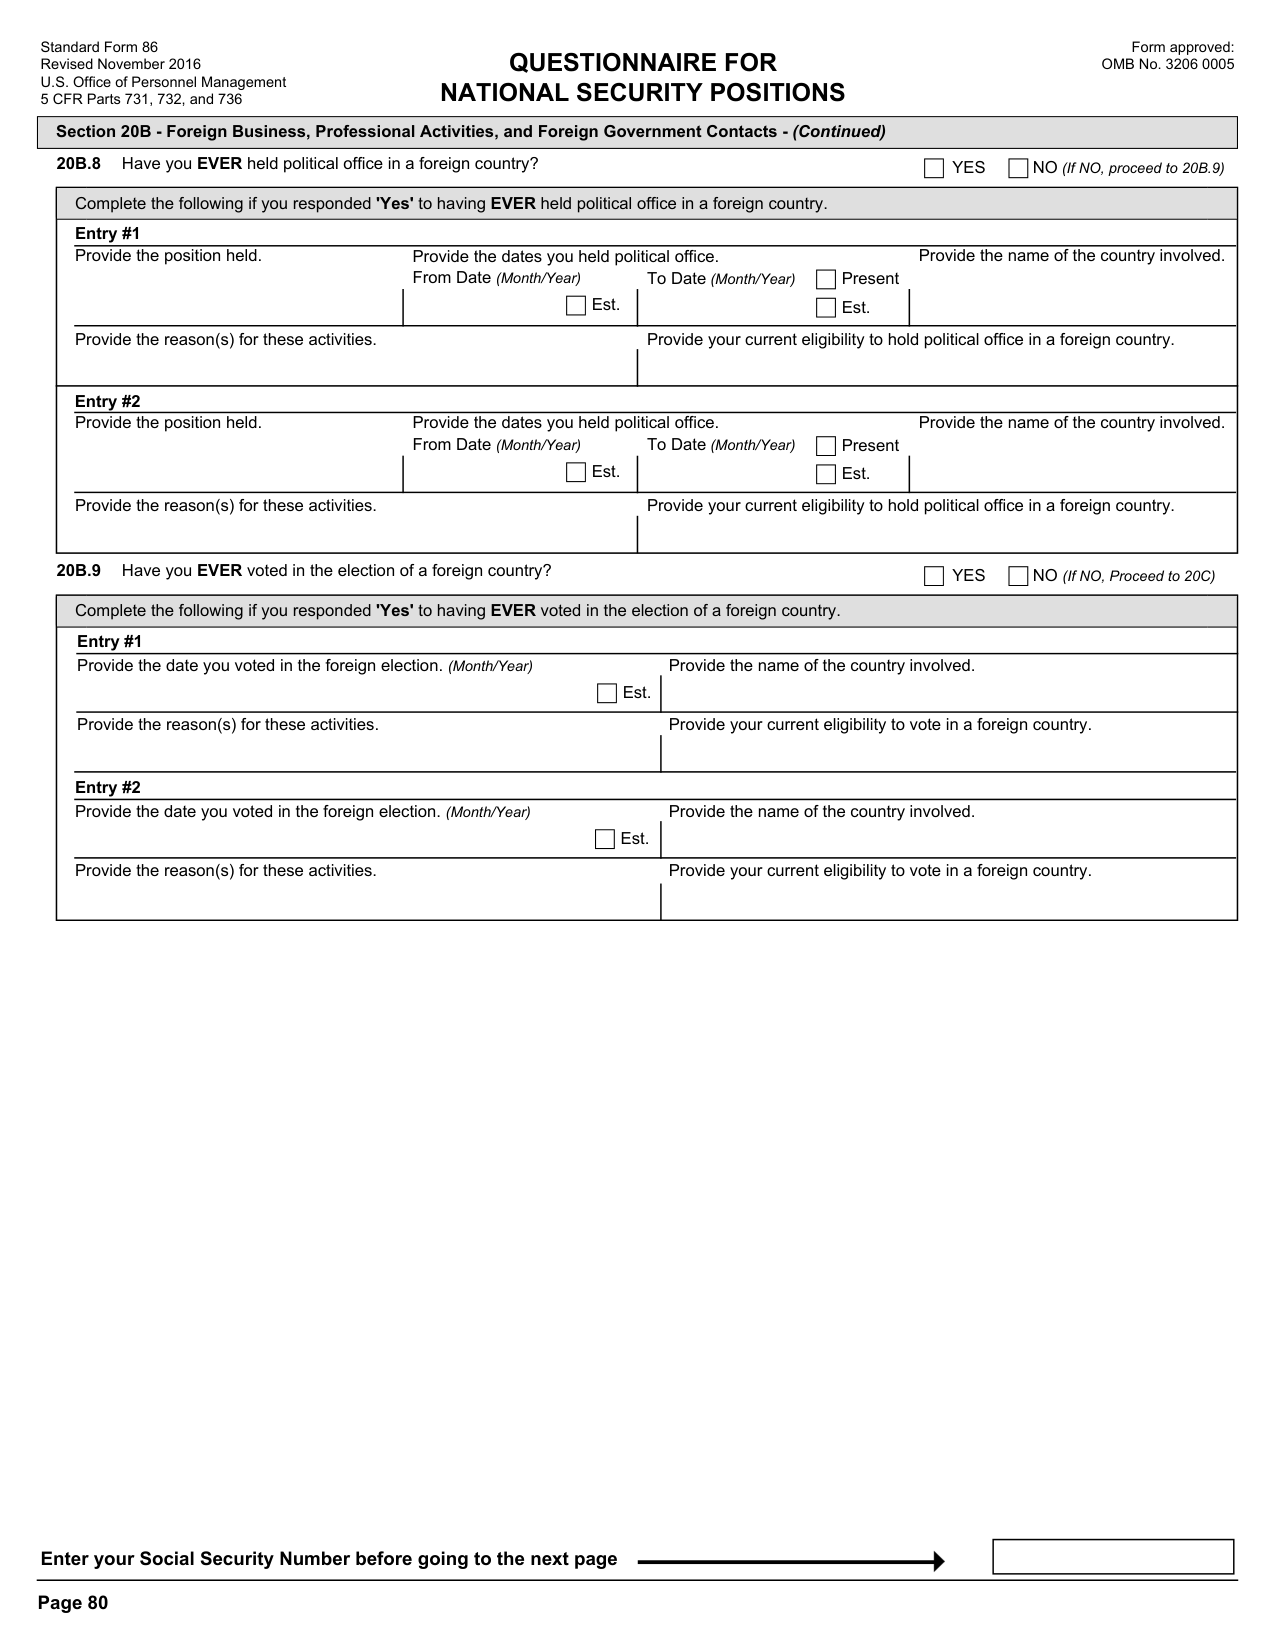 Standard Form 86
Revised November 2016
U.S. Office of Personnel Management
5 CFR Parts 731, 732, and 736
QUESTIONNAIRE FOR
NATIONAL SECURITY POSITIONS
Form approved:
OMB No. 3206 0005
Section 20B - Foreign Business, Professional Activities, and Foreign Government Contacts - (Continued)
20B.8 Have you EVER held political office in a foreign country? YES NO (If NO, proceed to 20B.9)
Complete the following if you responded 'Yes' to having EVER held political office in a foreign country.
Entry #1
Provide the position held. Provide the dates you held political office. Provide the name of the country involved.
From Date (Month/Year) To Date (Month/Year) Present
Est. Est.
Provide the reason(s) for these activities. Provide your current eligibility to hold political office in a foreign country.
Entry #2
Provide the position held. Provide the dates you held political office. Provide the name of the country involved.
From Date (Month/Year) To Date (Month/Year) Present
Est. Est.
Provide the reason(s) for these activities. Provide your current eligibility to hold political office in a foreign country.
20B.9 Have you EVER voted in the election of a foreign country? YES NO (If NO, Proceed to 20C)
Complete the following if you responded 'Yes' to having EVER voted in the election of a foreign country.
Entry #1
Provide the date you voted in the foreign election. (Month/Year) Provide the name of the country involved.
Est.
Provide the reason(s) for these activities. Provide your current eligibility to vote in a foreign country.
Entry #2
Provide the date you voted in the foreign election. (Month/Year) Provide the name of the country involved.
Est.
Provide the reason(s) for these activities. Provide your current eligibility to vote in a foreign country.
Enter your Social Security Number before going to the next page
Page 80